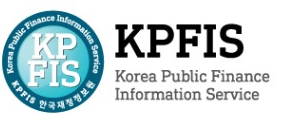 Korea Public Finance Information Service
KP
FIS
KPFIS 한국재정정보원
KPFIS
Korea Public Finance
Information Service